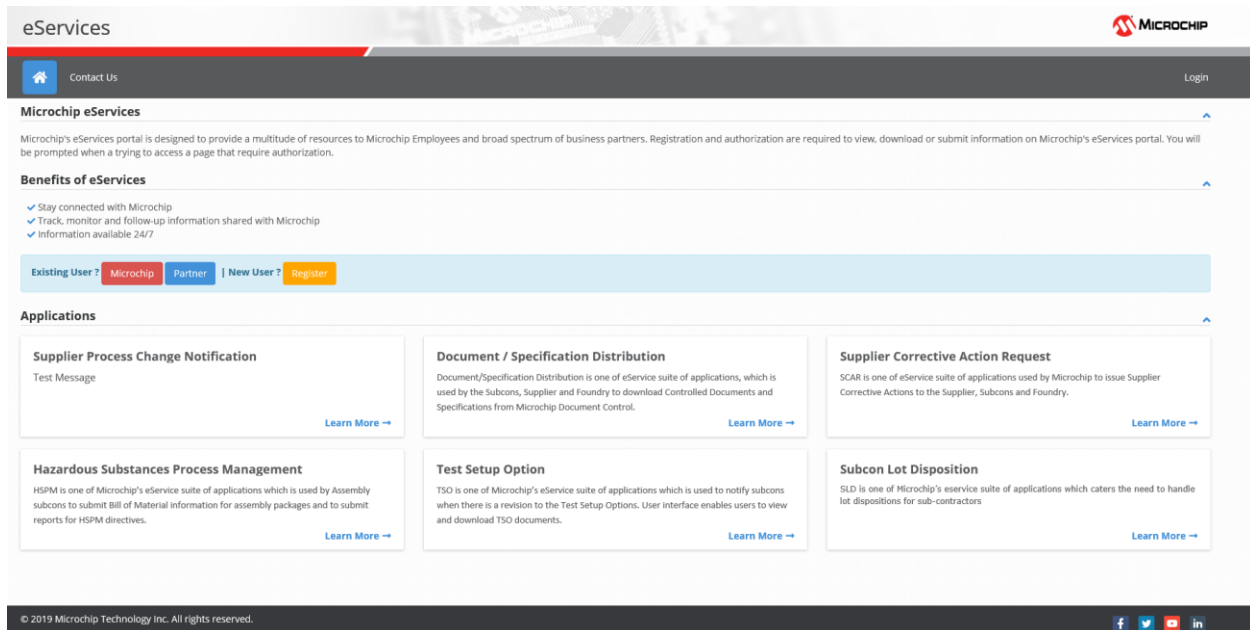 eServices
MICROCHIP
Contact Us
Login
Microchip eServices
Microchip's eServices portal is designed to provide a multitude of resources to Microchip Employees and broad spectrum of business partners. Registration and authorization are required to view, download or submit information on Microchip's eServices portal. You will
be prompted when a trying to access a page that require authorization.
Benefits of eServices
Stay connected with Microchip
Track, monitor and follow-up information shared with Microchip
Information available 24/7
Existing User ? Microchip Partner | New User ? Register
Applications
Supplier Process Change Notification
Test Message
Learn More →
Document / Specification Distribution
Document/Specification Distribution is one of eService suite of applications, which is
used by the Subcons, Supplier and Foundry to download Controlled Documents and
Specifications from Microchip Document Control.
Learn More →
Supplier Corrective Action Request
SCAR is one of eService suite of applications used by Microchip to issue Supplier
Corrective Actions to the Supplier, Subcons and Foundry.
Learn More →
Hazardous Substances Process Management
HSPM is one of Microchip's eService suite of applications which is used by Assembly
subcons to submit Bill of Material information for assembly packages and to submit
reports for HSPM directives.
Learn More →
Test Setup Option
TSO is one of Microchip's eService suite of applications which is used to notify subcons
when there is a revision to the Test Setup Options. User interface enables users to view
and download TSO documents.
Learn More →
Subcon Lot Disposition
SLD is one of Microchip's eservice suite of applications which caters the need to handle
lot dispositions for sub-contractors
Learn More →
© 2019 Microchip Technology Inc. All rights reserved.